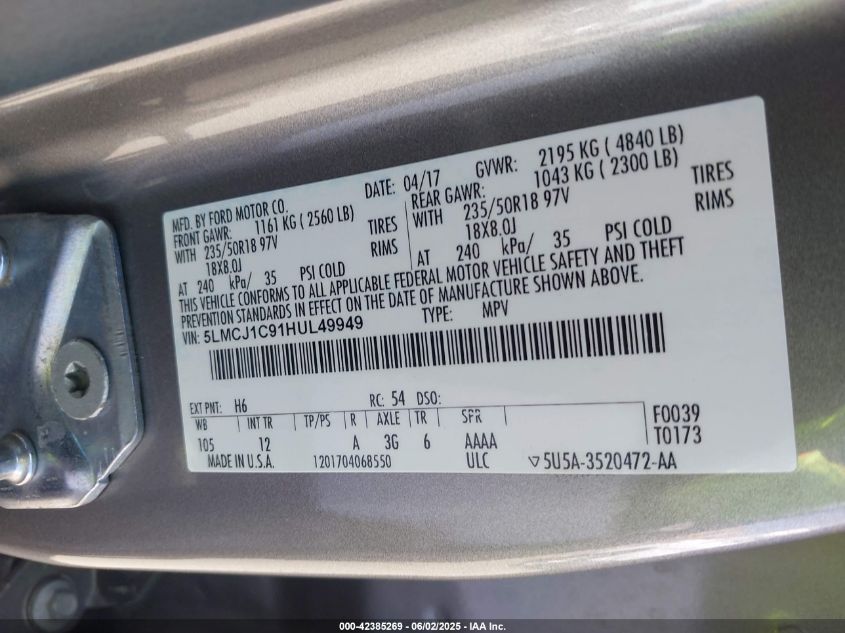 MFD. BY FORD MOTOR CO. DATE: 04/17 GVWR: 2195 KG ( 4840 LB)
FRONT GAWR: 1161 KG ( 2560 LB) REAR GAWR: 1043 KG ( 2300 LB)
WITH 235/50R18 97V TIRES WITH 235/50R18 97V TIRES
18X8.0J RIMS 18X8.0J RIMS
AT 240 kPa/ 35 PSI COLD AT 240 kPa/ 35 PSI COLD
THIS VEHICLE CONFORMS TO ALL APPLICABLE FEDERAL MOTOR VEHICLE SAFETY AND THEFT
PREVENTION STANDARDS IN EFFECT ON THE DATE OF MANUFACTURE SHOWN ABOVE.
VIN: 5LMCJ1C91HUL49949 TYPE: MPV
EXT PNT: H6 RC: 54 DSO:
WB INT TR TP/PS R AXLE TR SFR F0039
105 12 A 3G 6 AAAA T0173
MADE IN U.S.A. 1201704068550 ULC ▽5U5A-3520472-AA
000-42385269 - 06/02/2025 - IAA Inc.